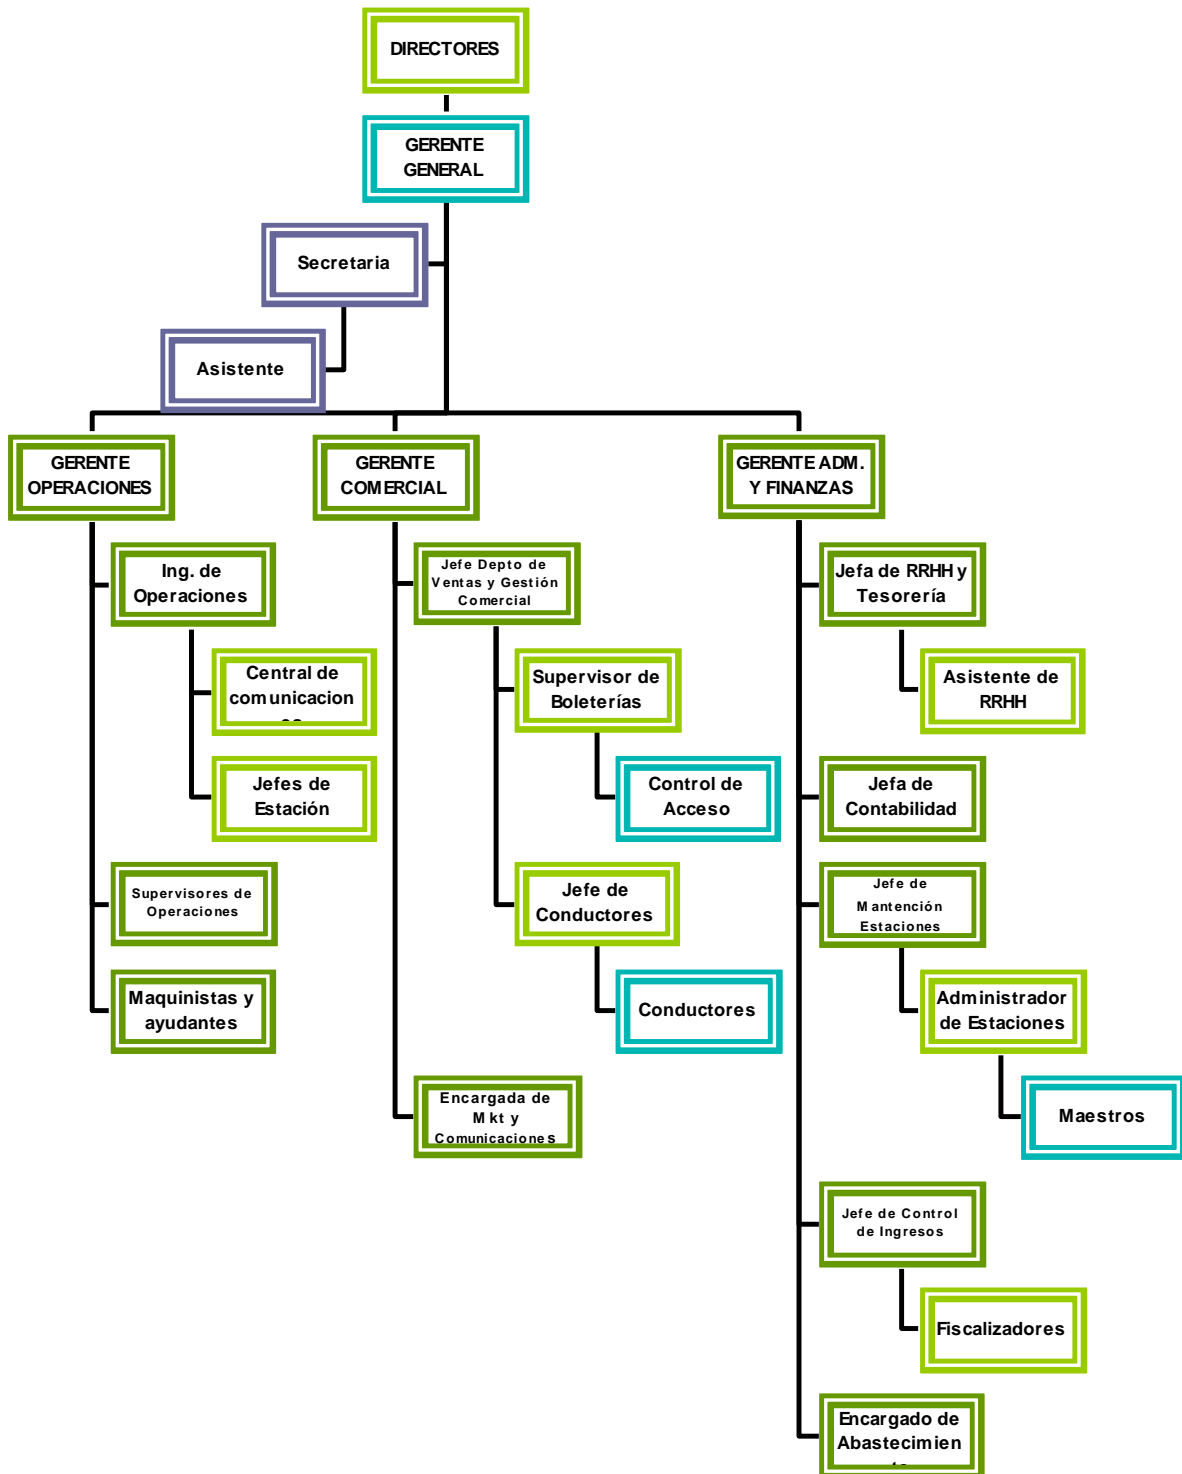 DIRECTORES
GERENTE
GENERAL
Secretaria
Asistente
GERENTE
OPERACIONES
GERENTE
COMERCIAL
GERENTE ADM.
Y FINANZAS
Ing. de
Operaciones
Jefe Depto de
Ventas y Gestión
Comercial
Jefa de RRHH y
Tesorería
Central de
comunicacion
Supervisor de
Boleterías
Asistente de
RRHH
Jefes de
Estación
Control de
Acceso
Jefa de
Contabilidad
Supervisores de
Operaciones
Jefe de
Conductores
Jefe de
Mantención
Estaciones
Maquinistas y
ayudantes
Conductores
Administrador
de Estaciones
Encargada de
Mkt y
Comunicaciones
Maestros
Jefe de Control
de Ingresos
Fiscalizadores
Encargado de
Abastecimien